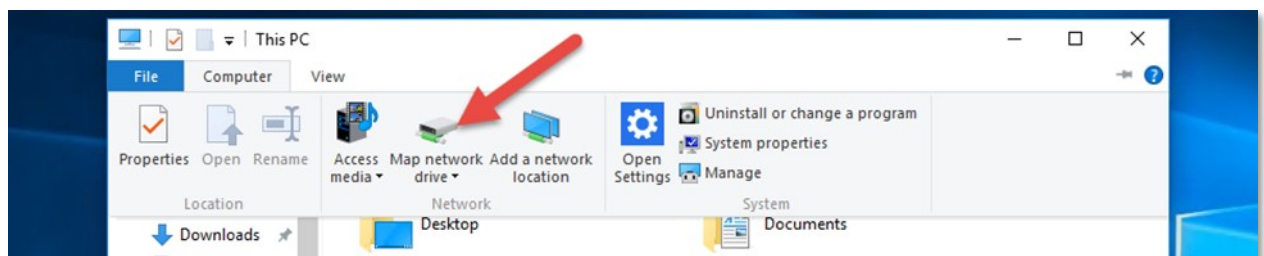 This PC
File Computer View
Properties Open Rename Access media Map network drive Add a network location Open Settings
Uninstall or change a program
System properties
Manage
Location Network System
Downloads Desktop Documents